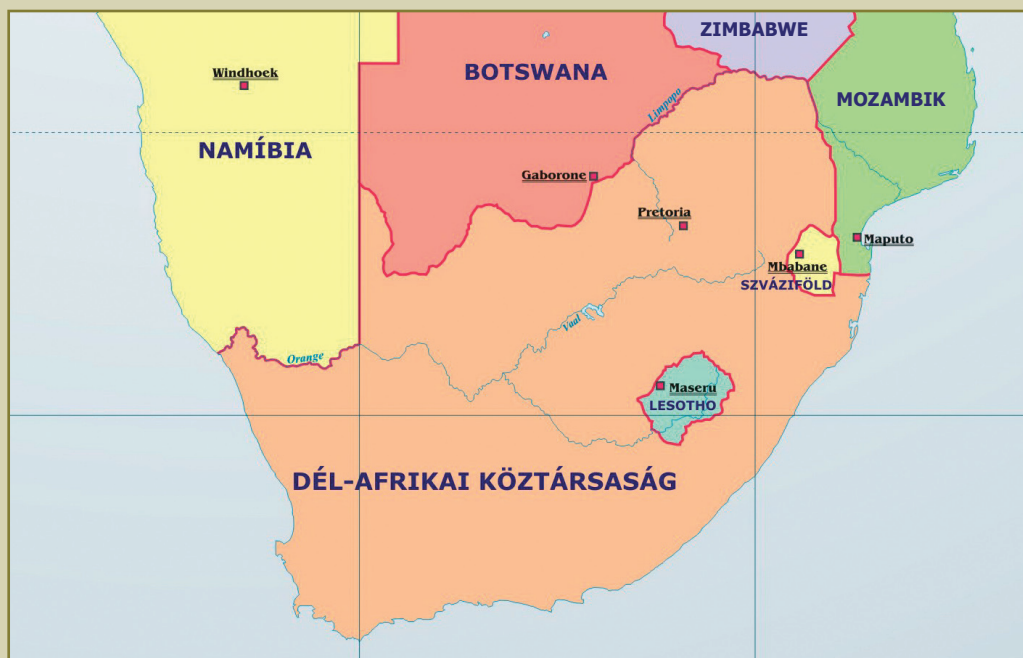 ZIMBABWE
Windhoek
BOTSWANA
Limpopo
MOZAMBIK
NAMÍBIA
Gaborone
Pretoria
Maputo
Mbabane
SZVÁZIFÖLD
Vaal
Orange
Maseru
LESOTHO
DÉL-AFRIKAI KÖZTÁRSASÁG